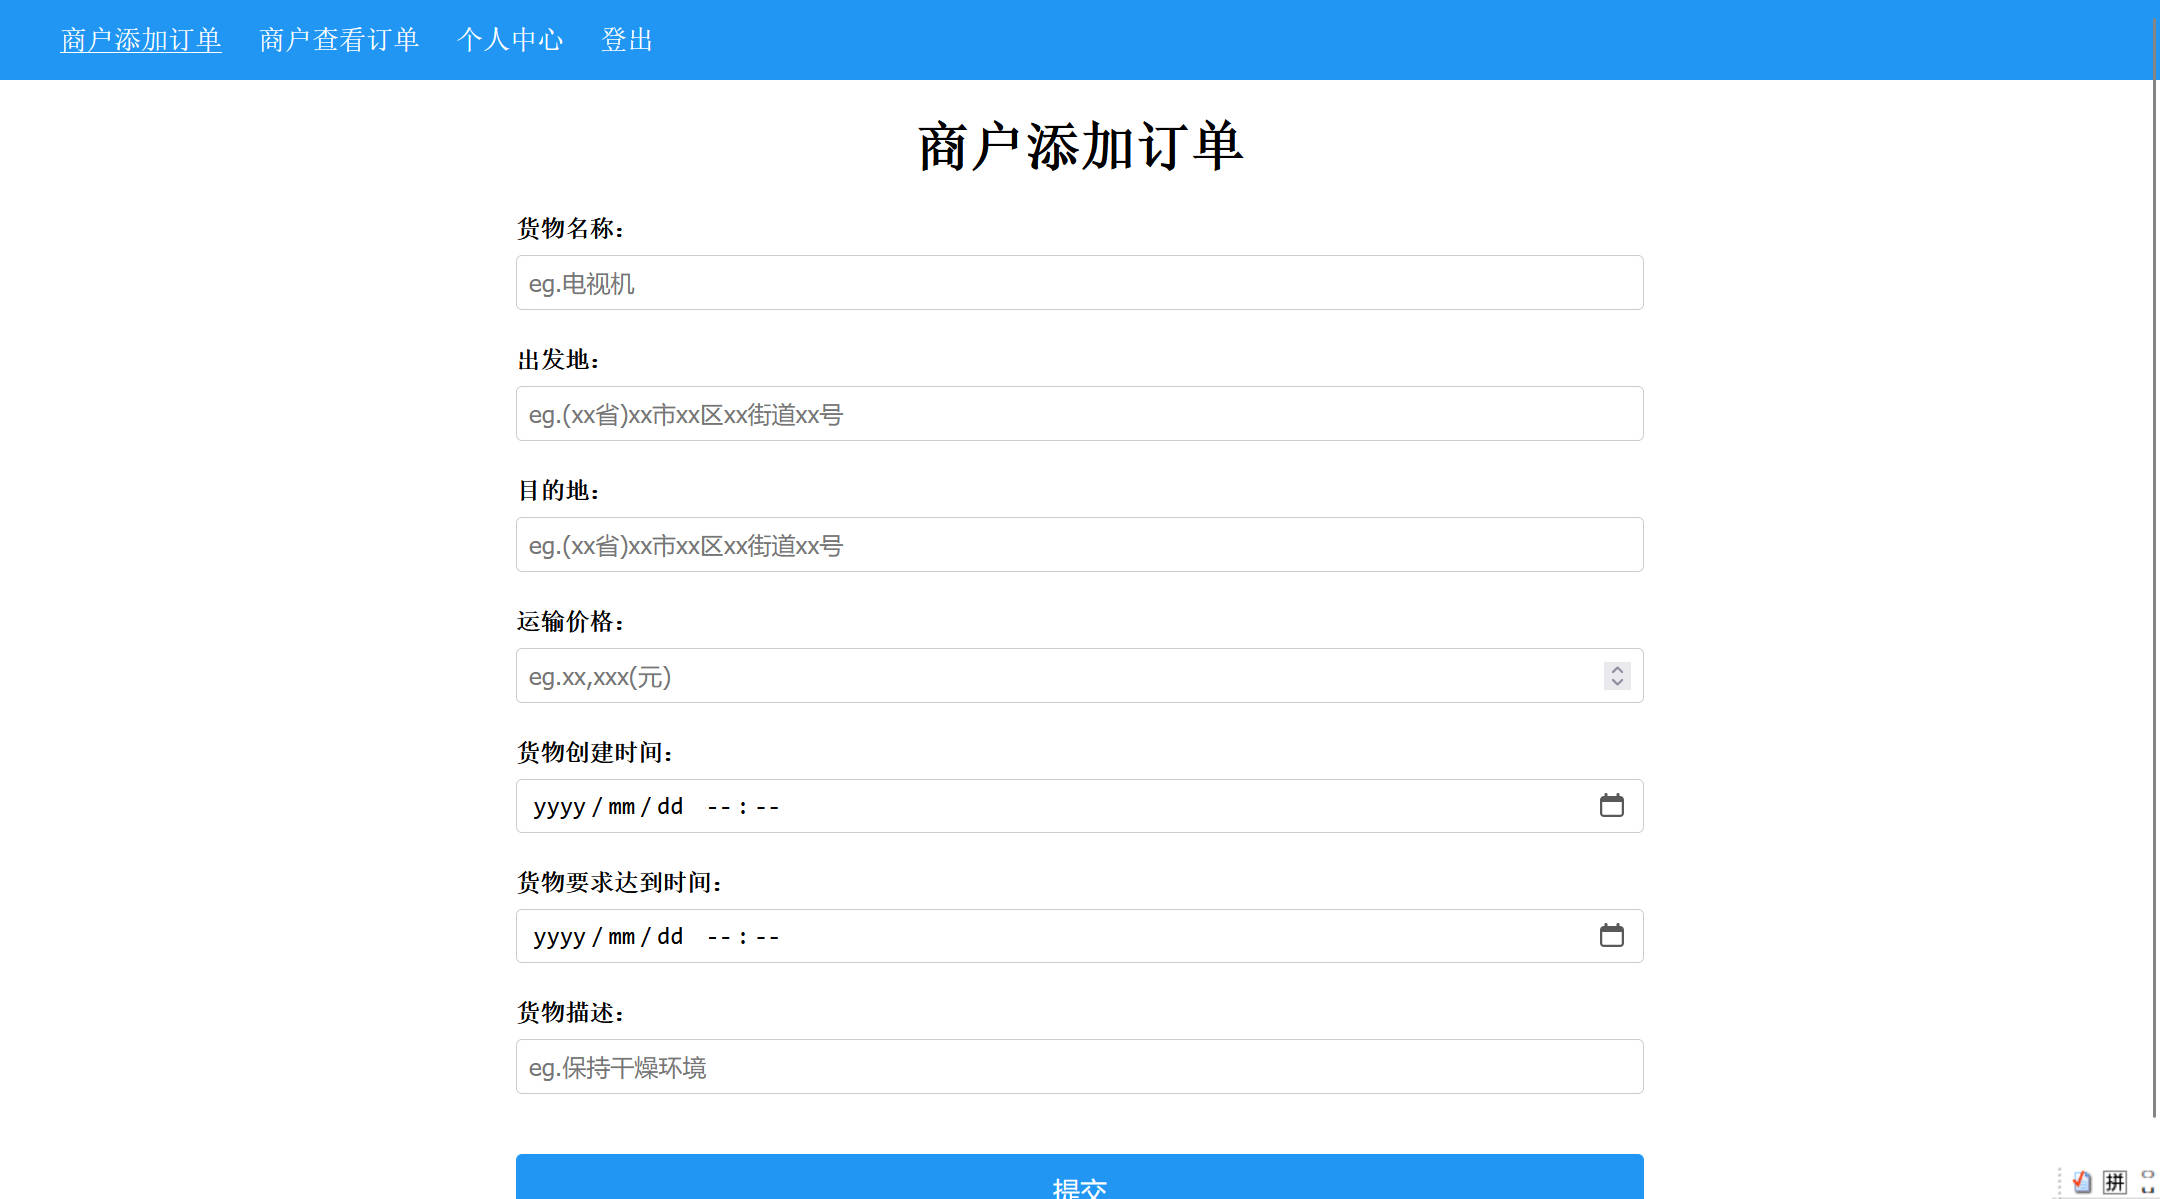 商户添加订单 商户查看订单 个人中心 登出
商户添加订单
货物名称：
eg.电视机
出发地：
eg.(xx省)xx市xx区xx街道xx号
目的地：
eg.(xx省)xx市xx区xx街道xx号
运输价格：
eg.xx,xxx(元)
货物创建时间：
yyyy/mm/dd --:--
货物要求达到时间：
yyyy/mm/dd --:--
货物描述：
eg.保持干燥环境
提交
拼